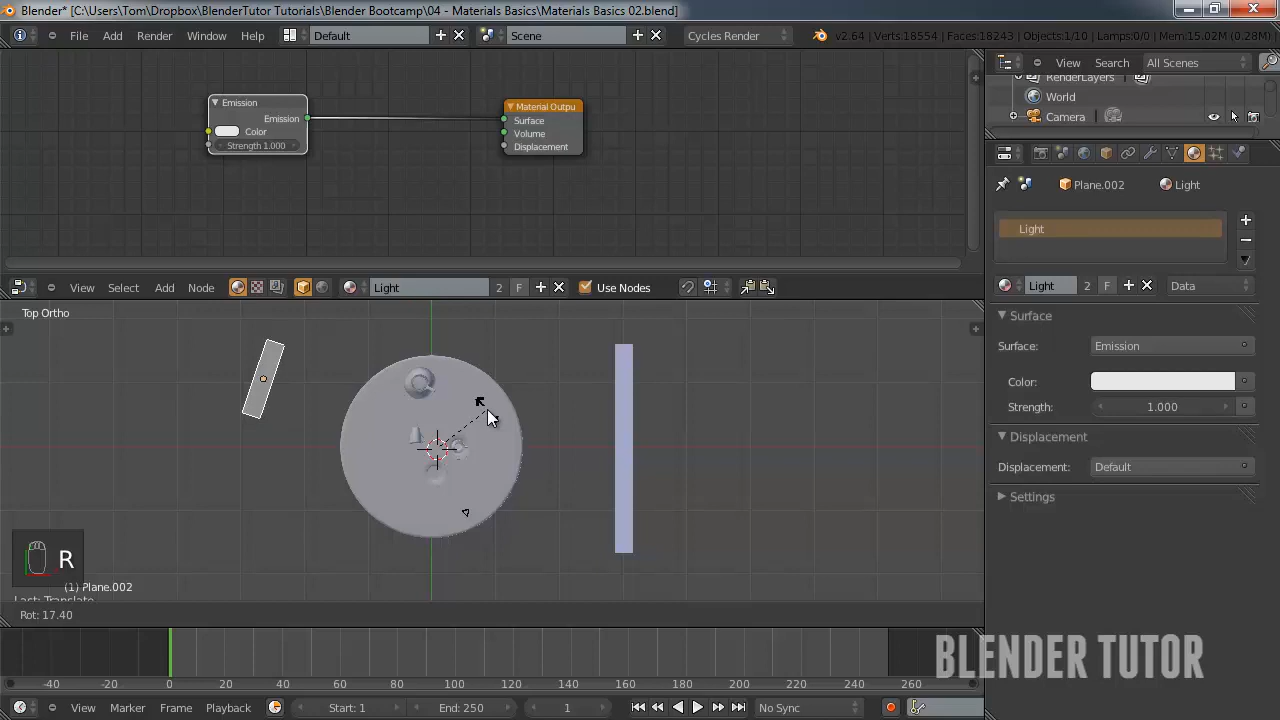 Blender* [C:\Users\Tom\Dropbox\BlenderTutor Tutorials\Blender Bootcamp\04 - Materials Basics\Materials Basics 02.blend]
File Add Render Window Help Default Scene Cycles Render v2.64 | Verts:18554 | Faces:18243 | Objects:1/10 | Lamps:0/0 | Mem:15.02M (0.28M) |
View Search All Scenes
RenderLayers
World
Camera
Emission
Emission
Color
Strength 1.000
Material Outpu
Surface
Volume
Displacement
Plane.002 Light
Light
Light 2 F Data
Surface
Surface: Emission
Color:
Strength: 1.000
Displacement
Displacement: Default
Settings
View Select Add Node Light 2 F Use Nodes
Top Ortho
R
(1) Plane.002
Last: Translate
Rot: 17.40
BLENDER TUTOR
-40 -20 0 20 40 60 80 100 120 140 160 180 200 220 240 260
View Marker Frame Playback Start: 1 End: 250 1 No Sync